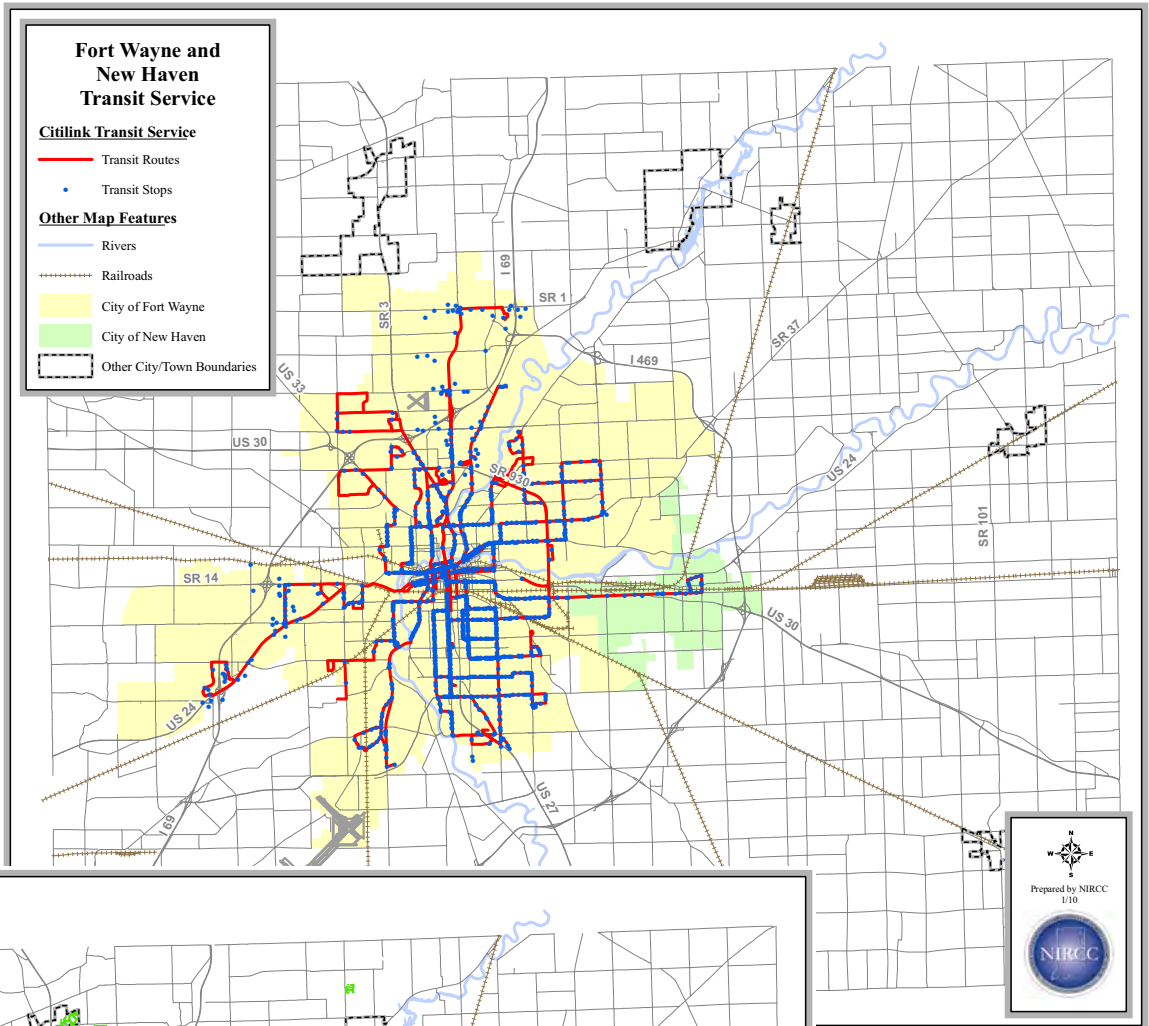 Fort Wayne and
New Haven
Transit Service
Citilink Transit Service
Transit Routes
Transit Stops
Other Map Features
Rivers
Railroads
City of Fort Wayne
City of New Haven
Other City/Town Boundaries
I 69
SR 1
SR 3
SR 37
I 469
US 33
US 30
SR 930
US 24
SR 101
SR 14
US 30
US 24
US 27
I 69
N
W E
S
Prepared by NIRCC
1/10
NIRCC